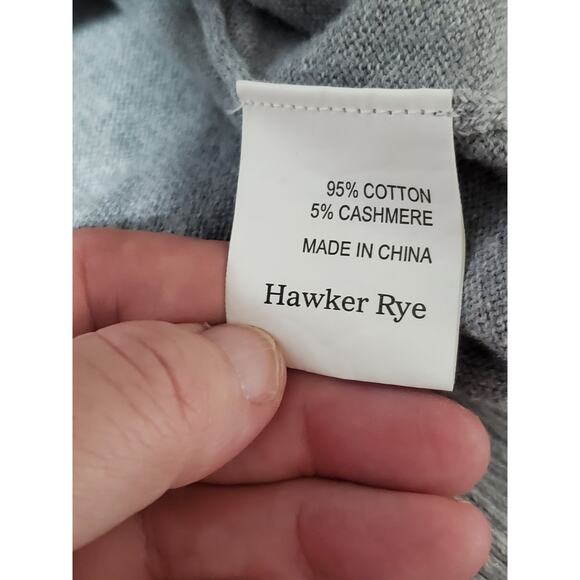 95% COTTON
5% CASHMERE
MADE IN CHINA
Hawker Rye